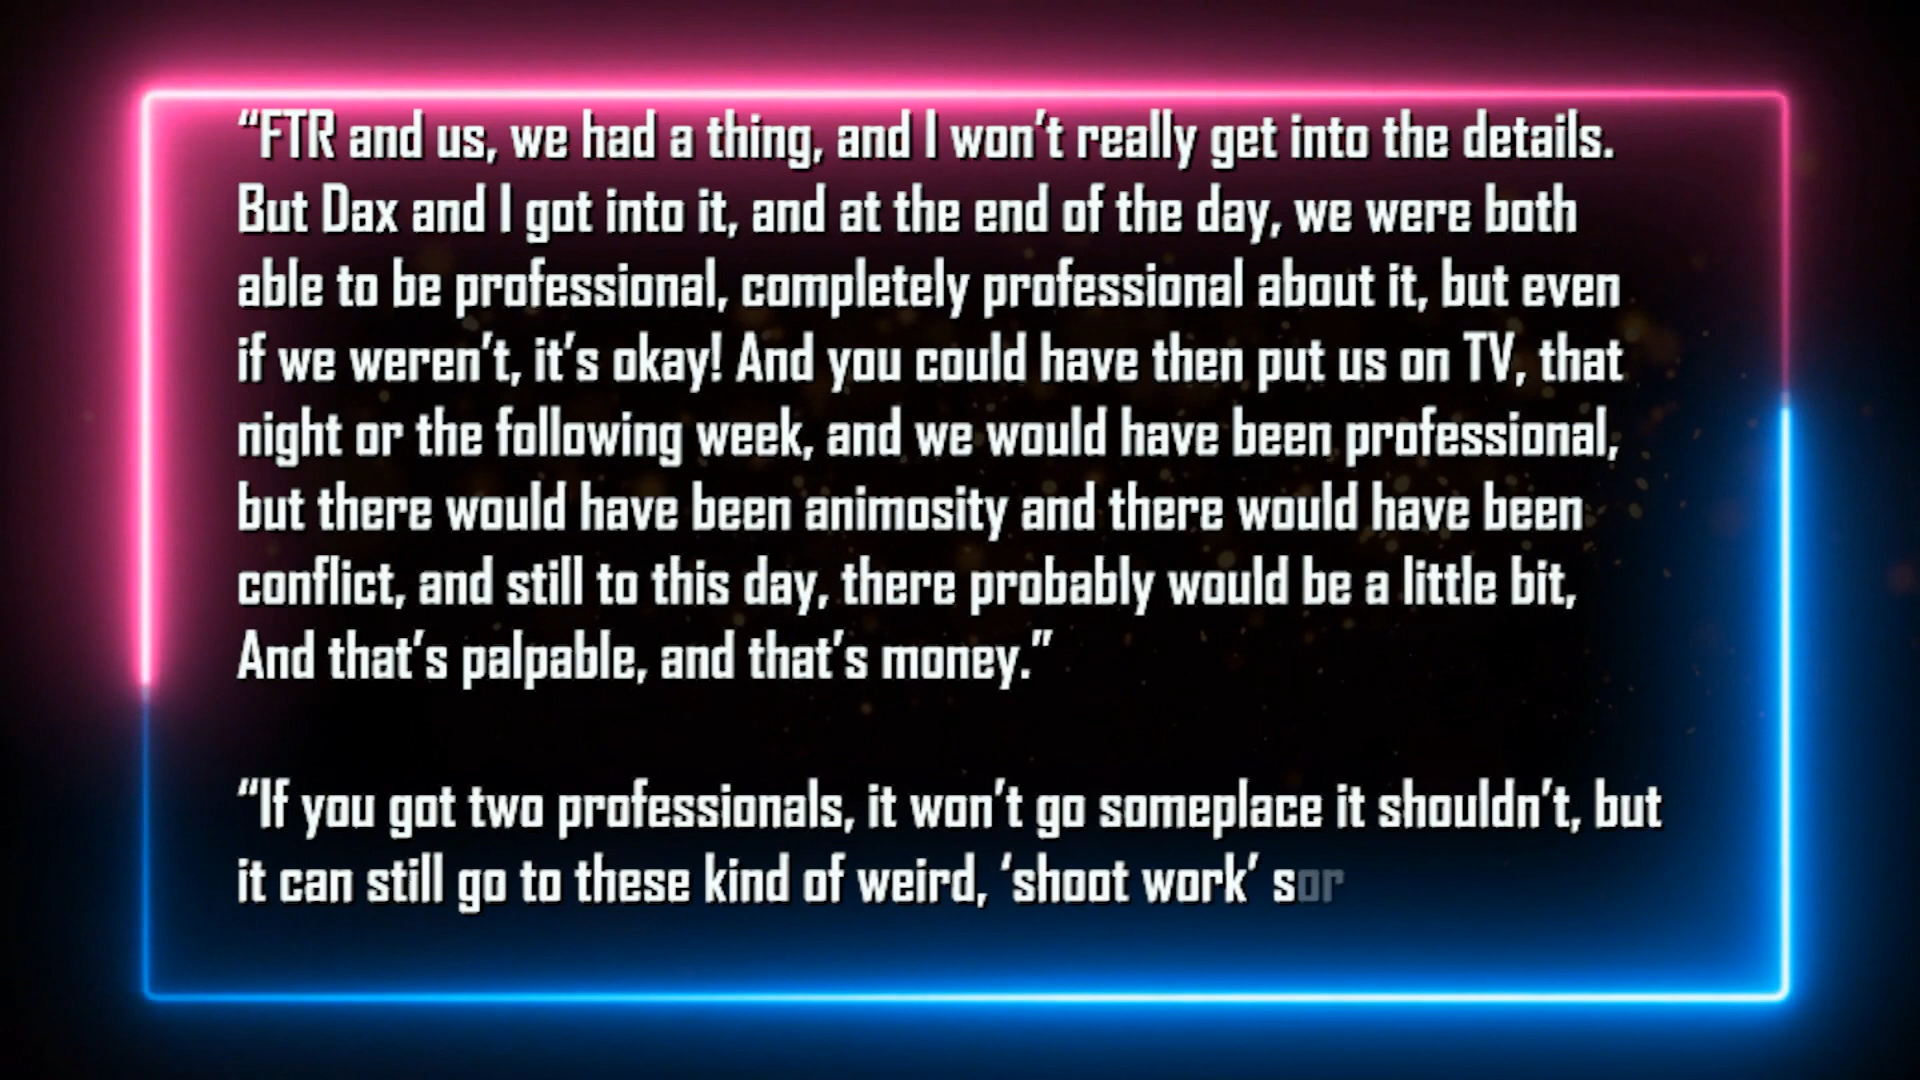 “FTR and us, we had a thing, and I won’t really get into the details.
But Dax and I got into it, and at the end of the day, we were both
able to be professional, completely professional about it, but even
if we weren’t, it’s okay! And you could have then put us on TV, that
night or the following week, and we would have been professional,
but there would have been animosity and there would have been
conflict, and still to this day, there probably would be a little bit,
And that’s palpable, and that’s money.”
“If you got two professionals, it won’t go someplace it shouldn’t, but
it can still go to these kind of weird, ‘shoot work’ sor